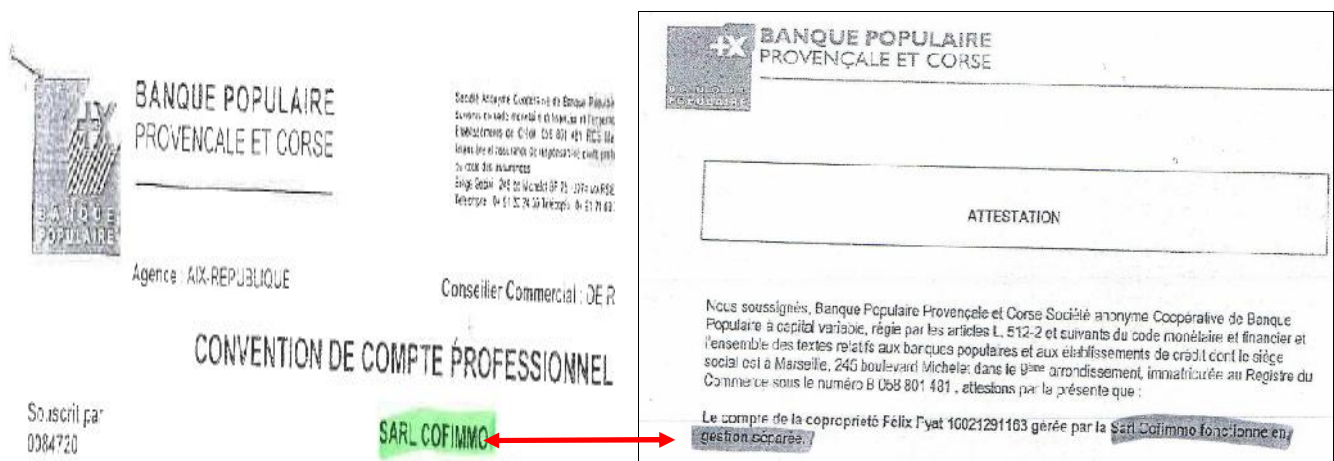 BANQUE POPULAIRE
PROVENCALE ET CORSE
BANQUE
POPULAIRE
Agence : AIX-REPUBLIQUE
Conseiller Commercial : DE R
CONVENTION DE COMPTE PROFESSIONNEL
Souscrit par
0084720
SARL COFIMMO
BANQUE POPULAIRE
PROVENÇALE ET CORSE
BANQUE
POPULAIRE
ATTESTATION
Nous soussignés, Banque Populaire Provençale et Corse Société anonyme Coopérative de Banque
Populaire à capital variable, régie par les articles L. 512-2 et suivants du code monétaire et financier et
l'ensemble des textes relatifs aux banques populaires et aux établissements de crédit dont le siège
social est à Marseille, 245 boulevard Michelet dans le 9ème arrondissement, immatriculée au Registre du
Commerce sous le numéro B 058 801 481 , attestons par la présente que :
Le compte de la copropriété Félix Pyat 10021291163 gérée par la Sarl Cofimmo fonctionne en
gestion séparée.